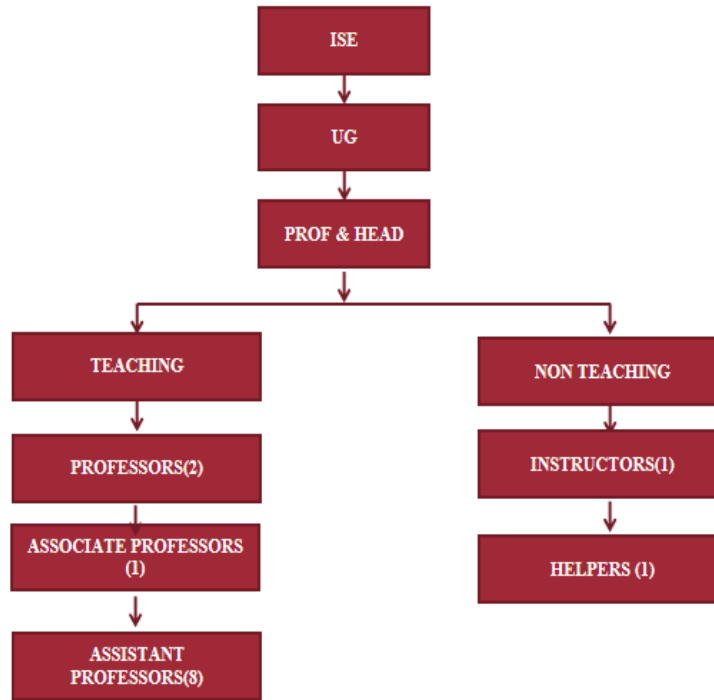 ISE
UG
PROF & HEAD
TEACHING
NON TEACHING
PROFESSORS(2)
INSTRUCTORS(1)
ASSOCIATE PROFESSORS
(1)
HELPERS (1)
ASSISTANT
PROFESSORS(8)